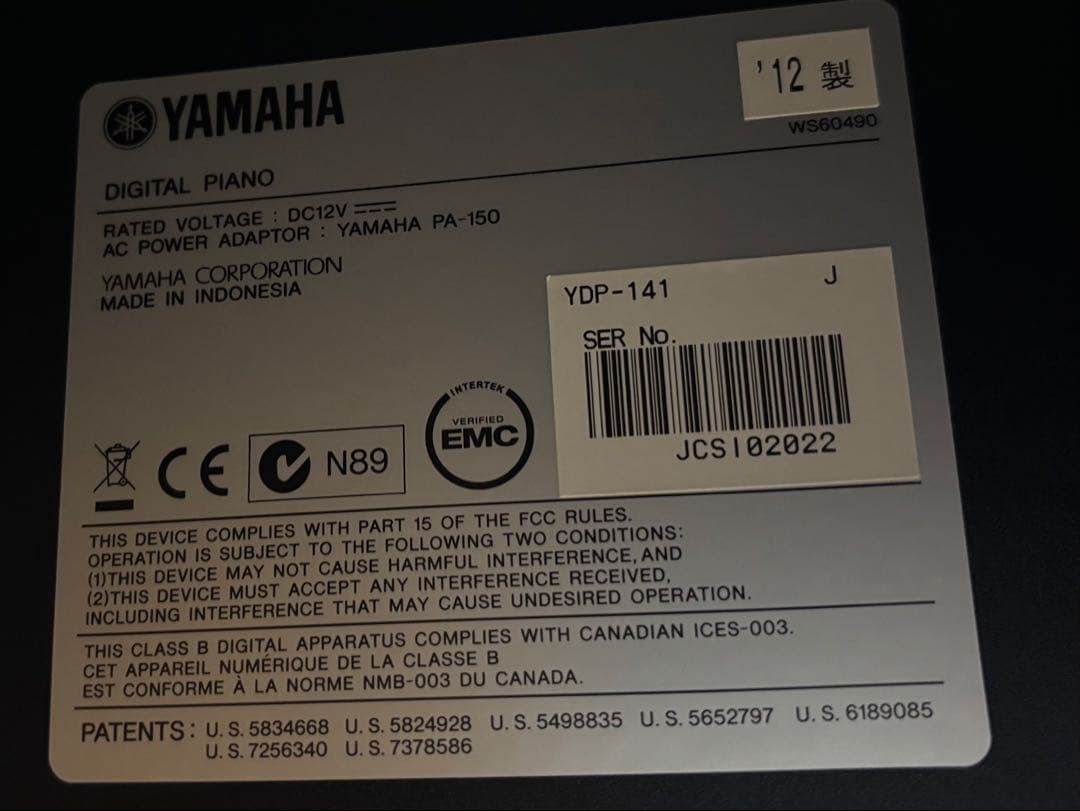 YAMAHA
'12 製
WS60490
DIGITAL PIANO
RATED VOLTAGE : DC12V
AC POWER ADAPTOR : YAMAHA PA-150
YAMAHA CORPORATION
MADE IN INDONESIA
YDP-141 J
SER No.
JCSI02022
CE
N89
INTERTEK
VERIFIED
EMC
THIS DEVICE COMPLIES WITH PART 15 OF THE FCC RULES.
OPERATION IS SUBJECT TO THE FOLLOWING TWO CONDITIONS:
(1)THIS DEVICE MAY NOT CAUSE HARMFUL INTERFERENCE, AND
(2)THIS DEVICE MUST ACCEPT ANY INTERFERENCE RECEIVED,
INCLUDING INTERFERENCE THAT MAY CAUSE UNDESIRED OPERATION.
THIS CLASS B DIGITAL APPARATUS COMPLIES WITH CANADIAN ICES-003.
CET APPAREIL NUMÉRIQUE DE LA CLASSE B
EST CONFORME À LA NORME NMB-003 DU CANADA.
PATENTS : U.S.5834668 U.S.5824928 U.S.5498835 U.S.5652797 U.S.6189085
U.S.7256340 U.S.7378586